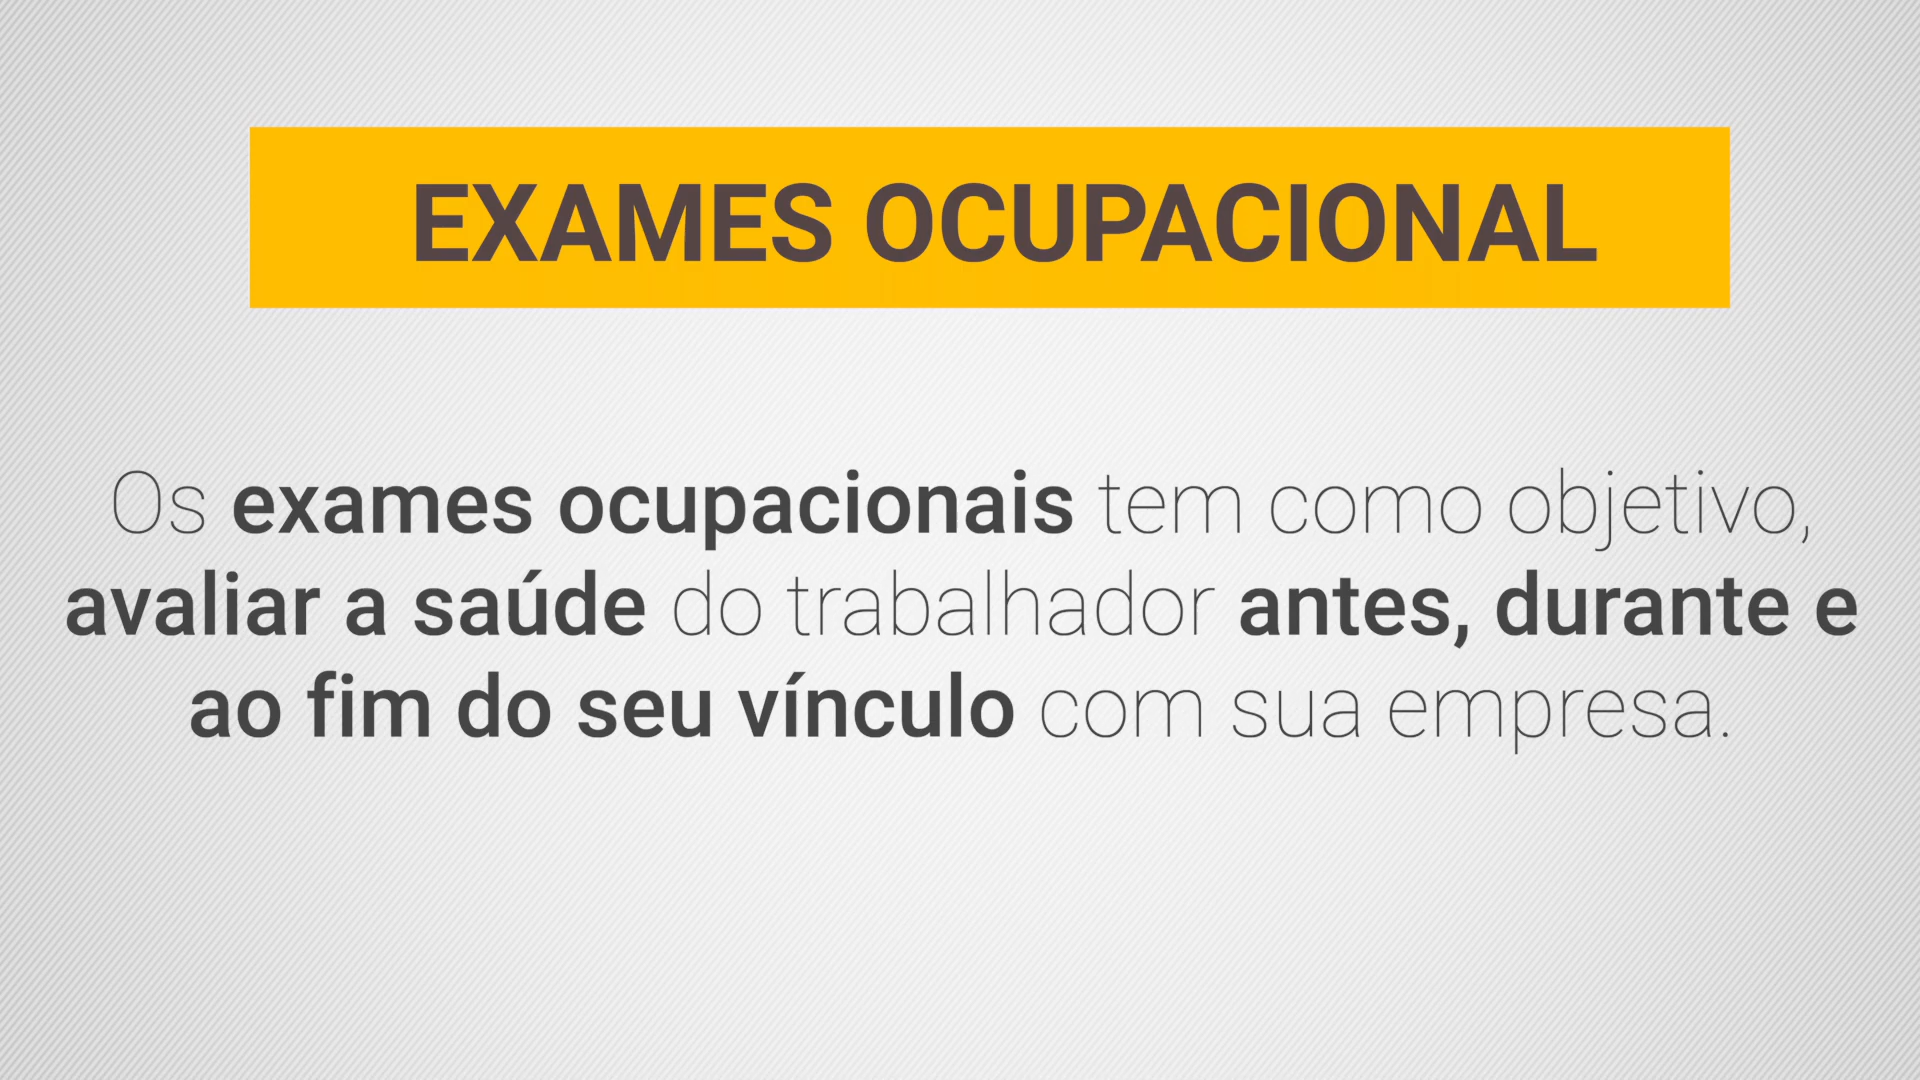 EXAMES OCUPACIONAL
Os exames ocupacionais tem como objetivo,
avaliar a saúde do trabalhador antes, durante e
ao fim do seu vínculo com sua empresa.